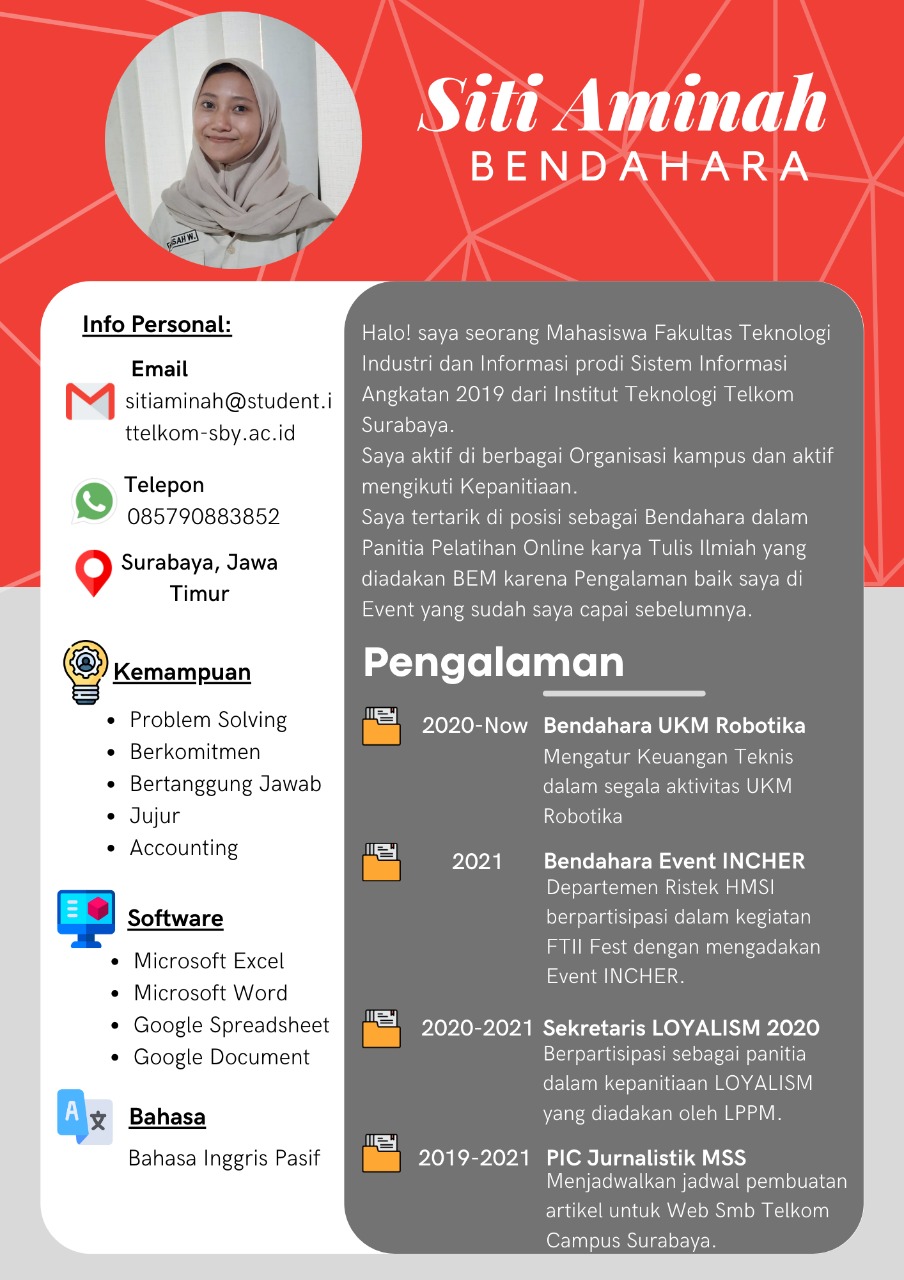 Siti Aminah
BENDAHARA
Info Personal:
Email
sitiaminah@student.i
ttelkom-sby.ac.id
Telepon
085790883852
Surabaya, Jawa
Timur
Kemampuan
Problem Solving
Berkomitmen
Bertanggung Jawab
Jujur
Accounting
Software
Microsoft Excel
Microsoft Word
Google Spreadsheet
Google Document
A 文
Bahasa
Bahasa Inggris Pasif
Halo! saya seorang Mahasiswa Fakultas Teknologi
Industri dan Informasi prodi Sistem Informasi
Angkatan 2019 dari Institut Teknologi Telkom
Surabaya.
Saya aktif di berbagai Organisasi kampus dan aktif
mengikuti Kepanitiaan.
Saya tertarik di posisi sebagai Bendahara dalam
Panitia Pelatihan Online karya Tulis Ilmiah yang
diadakan BEM karena Pengalaman baik saya di
Event yang sudah saya capai sebelumnya.
Pengalaman
2020-Now Bendahara UKM Robotika
Mengatur Keuangan Teknis
dalam segala aktivitas UKM
Robotika
2021 Bendahara Event INCHER
Departemen Ristek HMSI
berpartisipasi dalam kegiatan
FTII Fest dengan mengadakan
Event INCHER.
2020-2021 Sekretaris LOYALISM 2020
Berpartisipasi sebagai panitia
dalam kepanitiaan LOYALISM
yang diadakan oleh LPPM.
2019-2021 PIC Jurnalistik MSS
Menjadwalkan jadwal pembuatan
artikel untuk Web Smb Telkom
Campus Surabaya.